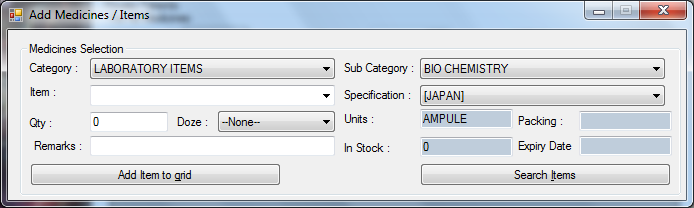 Add Medicines / Items
Medicines Selection
Category : LABORATORY ITEMS Sub Category : BIO CHEMISTRY
Item : Specification : [JAPAN]
Qty : 0 Doze : --None-- Units : AMPULE Packing :
Remarks : In Stock : 0 Expiry Date
Add Item to grid Search Items